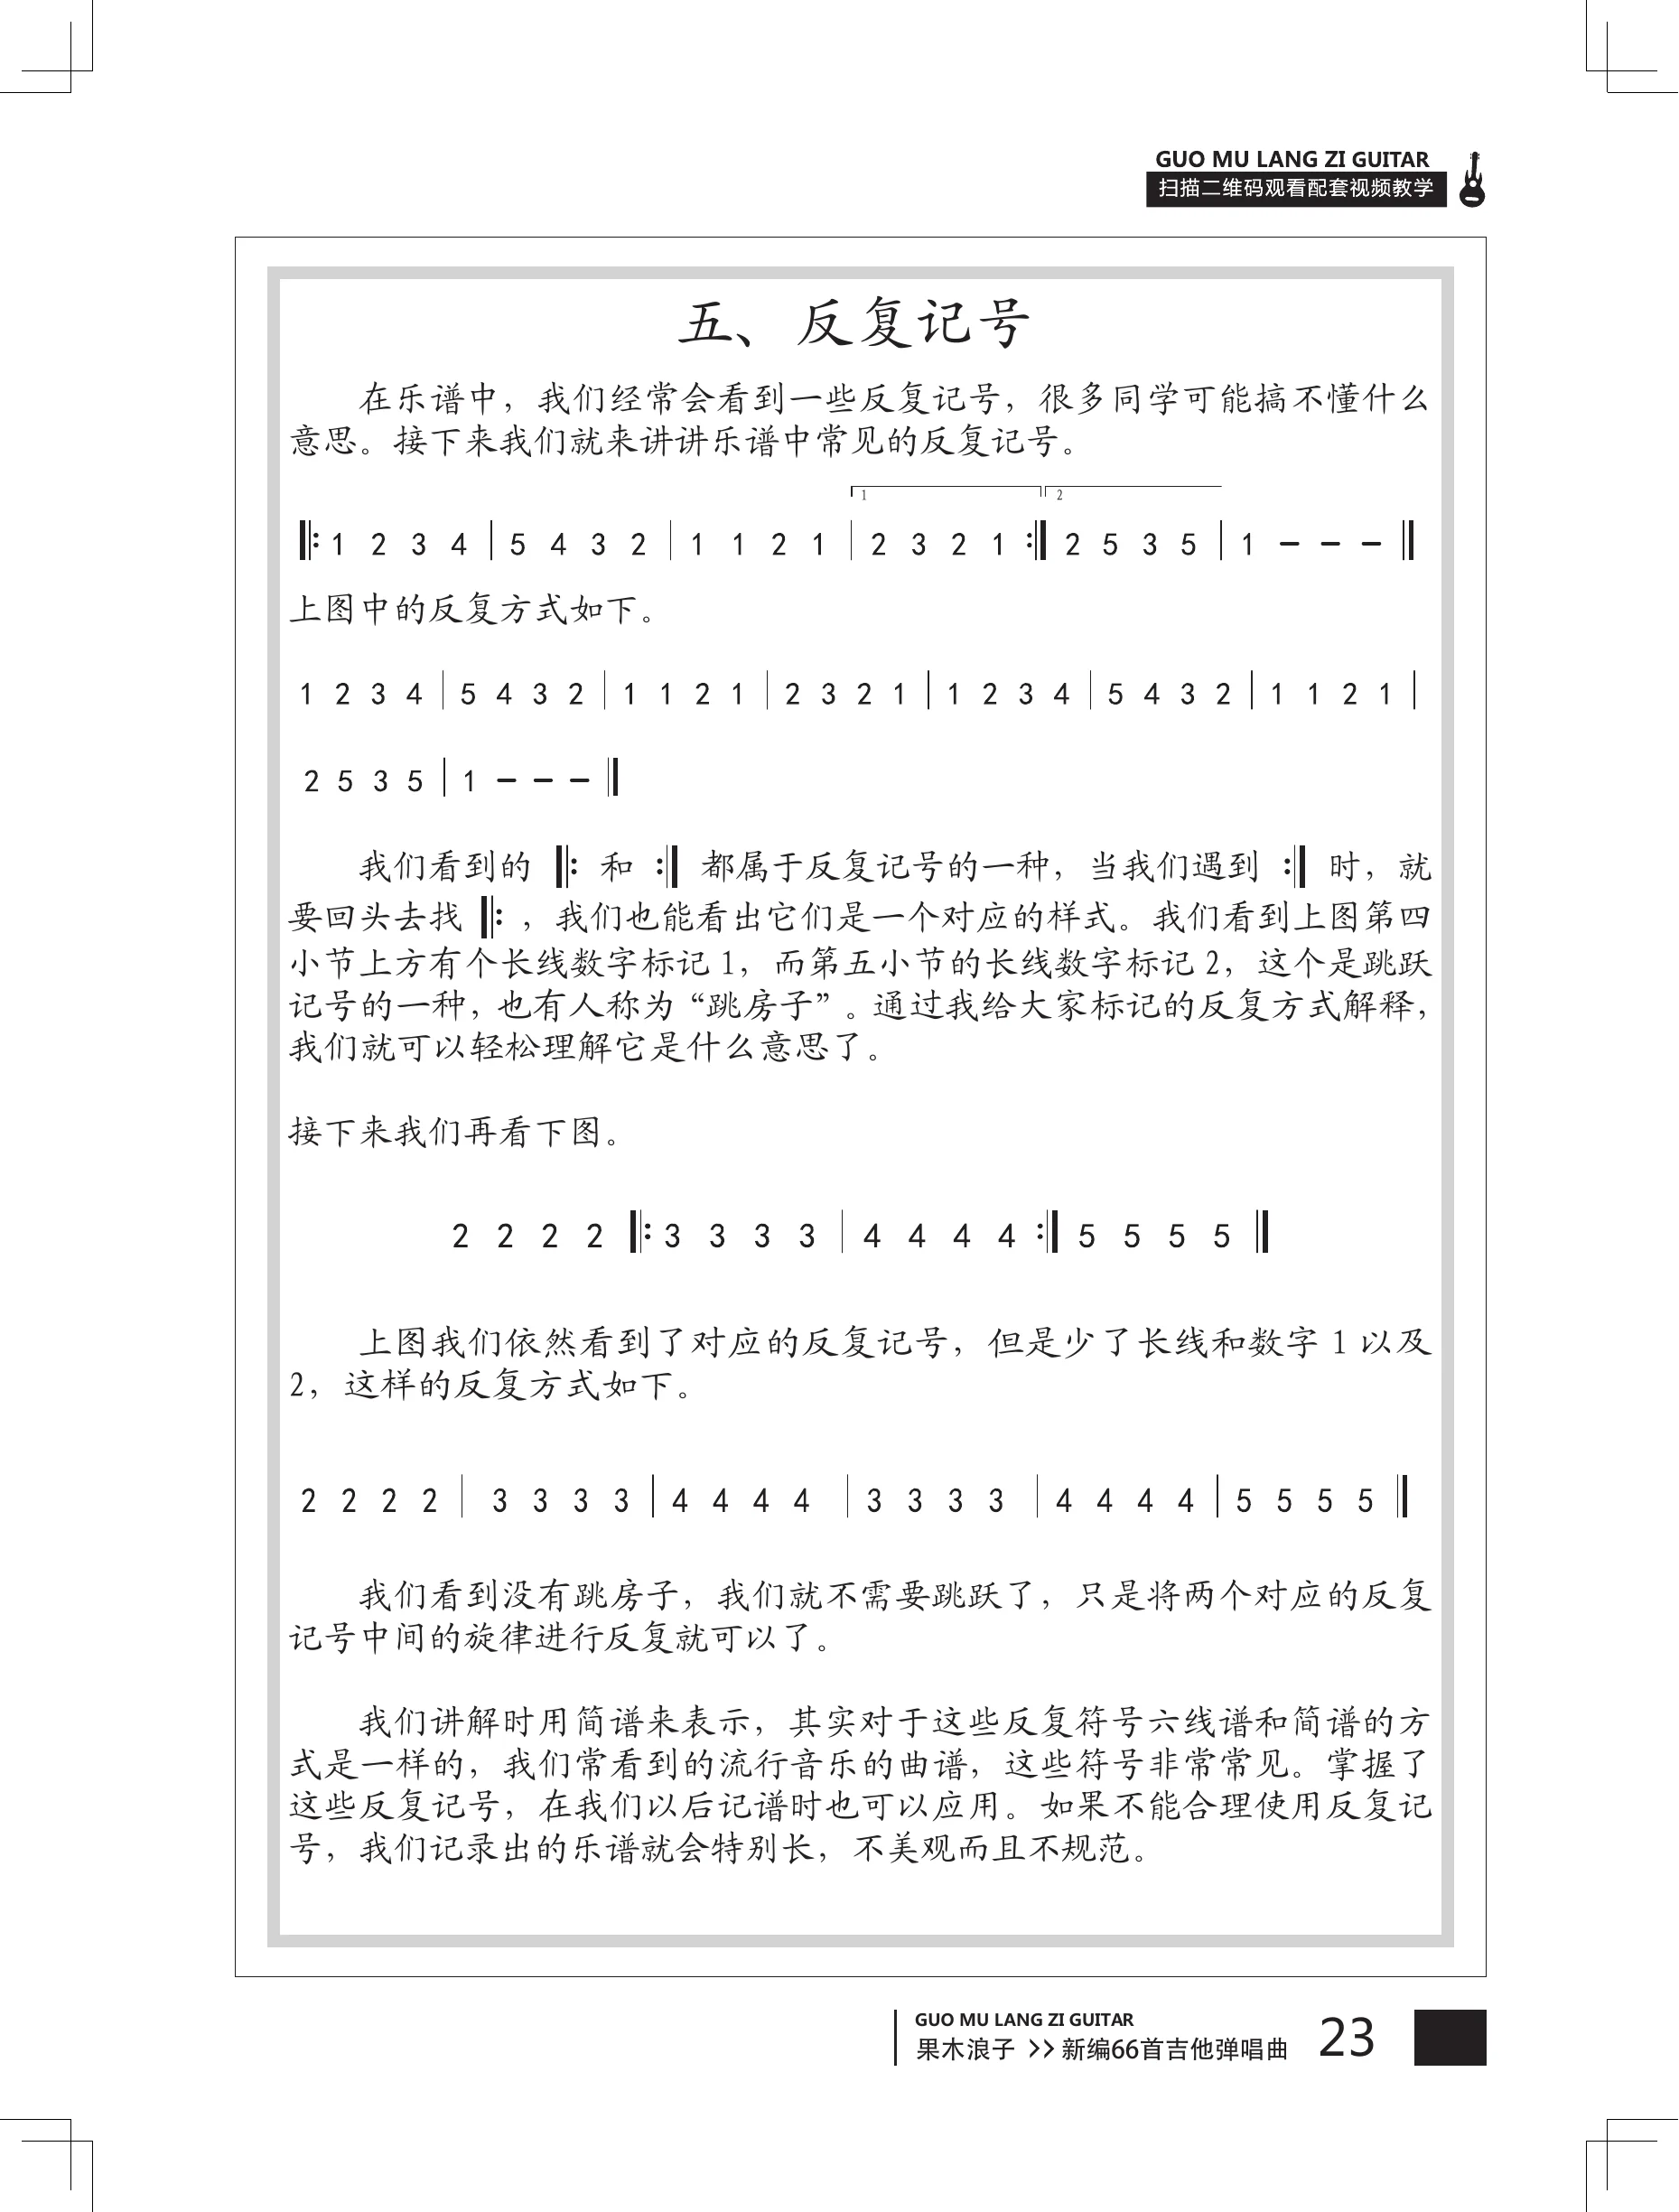 GUO MU LANG ZI GUITAR
扫描二维码观看配套视频教学
五、反复记号
在乐谱中，我们经常会看到一些反复记号，很多同学可能搞不懂什么
意思。接下来我们就来讲讲乐谱中常见的反复记号。
1 2
‖: 1 2 3 4 | 5 4 3 2 | 1 1 2 1 | 2 3 2 1 :‖ 2 5 3 5 | 1 － － － ‖
上图中的反复方式如下。
1 2 3 4 | 5 4 3 2 | 1 1 2 1 | 2 3 2 1 | 1 2 3 4 | 5 4 3 2 | 1 1 2 1 |
2 5 3 5 | 1 － － － ‖
我们看到的 ‖: 和 :‖ 都属于反复记号的一种，当我们遇到 :‖ 时，就
要回头去找 ‖: ，我们也能看出它们是一个对应的样式。我们看到上图第四
小节上方有个长线数字标记 1，而第五小节的长线数字标记 2，这个是跳跃
记号的一种，也有人称为“跳房子”。通过我给大家标记的反复方式解释，
我们就可以轻松理解它是什么意思了。
接下来我们再看下图。
2 2 2 2 ‖: 3 3 3 3 | 4 4 4 4 :‖ 5 5 5 5 ‖
上图我们依然看到了对应的反复记号，但是少了长线和数字 1 以及
2，这样的反复方式如下。
2 2 2 2 | 3 3 3 3 | 4 4 4 4 | 3 3 3 3 | 4 4 4 4 | 5 5 5 5 ‖
我们看到没有跳房子，我们就不需要跳跃了，只是将两个对应的反复
记号中间的旋律进行反复就可以了。
我们讲解时用简谱来表示，其实对于这些反复符号六线谱和简谱的方
式是一样的，我们常看到的流行音乐的曲谱，这些符号非常常见。掌握了
这些反复记号，在我们以后记谱时也可以应用。如果不能合理使用反复记
号，我们记录出的乐谱就会特别长，不美观而且不规范。
GUO MU LANG ZI GUITAR
果木浪子 >> 新编66首吉他弹唱曲 23